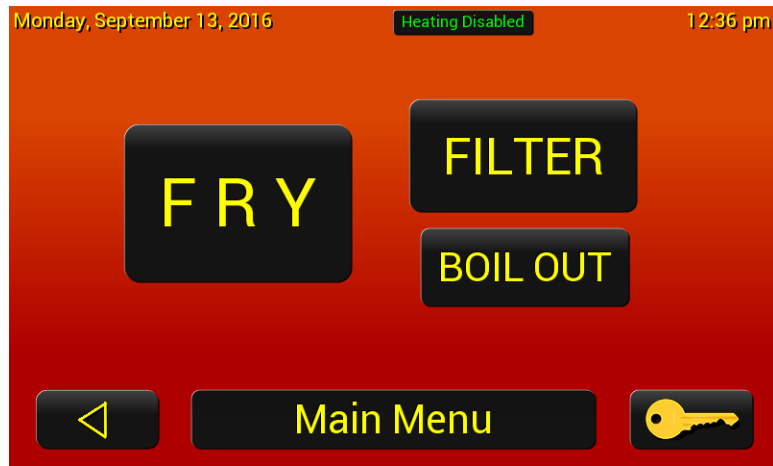 Monday, September 13, 2016
Heating Disabled
12:36 pm
F R Y
FILTER
BOIL OUT
Main Menu